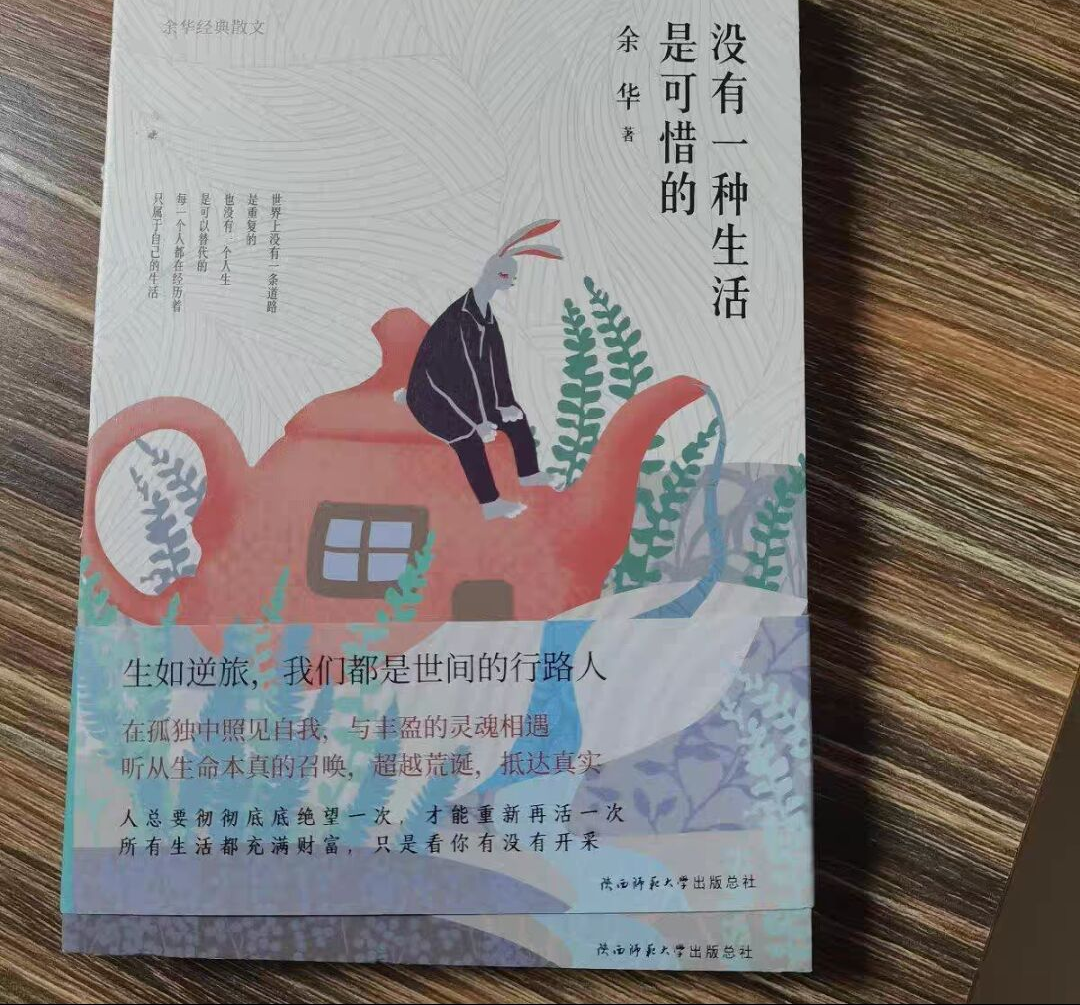 余华经典散文
没有一种生活
是可惜的
余华 著
世界上没有一条道路
是重复的
也没有一个人生
是可以替代的
每一个人都在经历着
只属于自己的生活
生如逆旅，我们都是世间的行路人
在孤独中照见自我，与丰盈的灵魂相遇
听从生命本真的召唤，超越荒诞，抵达真实
人总要彻彻底底绝望一次，才能重新再活一次
所有生活都充满财富，只是看你有没有开采
陕西师范大学出版总社
陕西师范大学出版总社